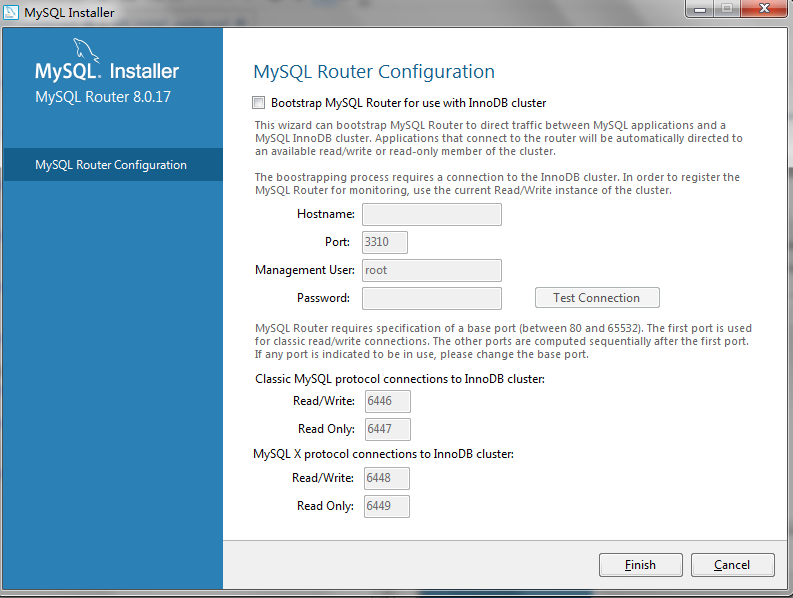 MySQL Installer
MySQL® Installer
MySQL Router 8.0.17
MySQL Router Configuration
MySQL Router Configuration
Bootstrap MySQL Router for use with InnoDB cluster
This wizard can bootstrap MySQL Router to direct traffic between MySQL applications and a
MySQL InnoDB cluster. Applications that connect to the router will be automatically directed to
an available read/write or read-only member of the cluster.
The boostrapping process requires a connection to the InnoDB cluster. In order to register the
MySQL Router for monitoring, use the current Read/Write instance of the cluster.
Hostname:
Port: 3310
Management User: root
Password: Test Connection
MySQL Router requires specification of a base port (between 80 and 65532). The first port is used
for classic read/write connections. The other ports are computed sequentially after the first port.
If any port is indicated to be in use, please change the base port.
Classic MySQL protocol connections to InnoDB cluster:
Read/Write: 6446
Read Only: 6447
MySQL X protocol connections to InnoDB cluster:
Read/Write: 6448
Read Only: 6449
Finish Cancel